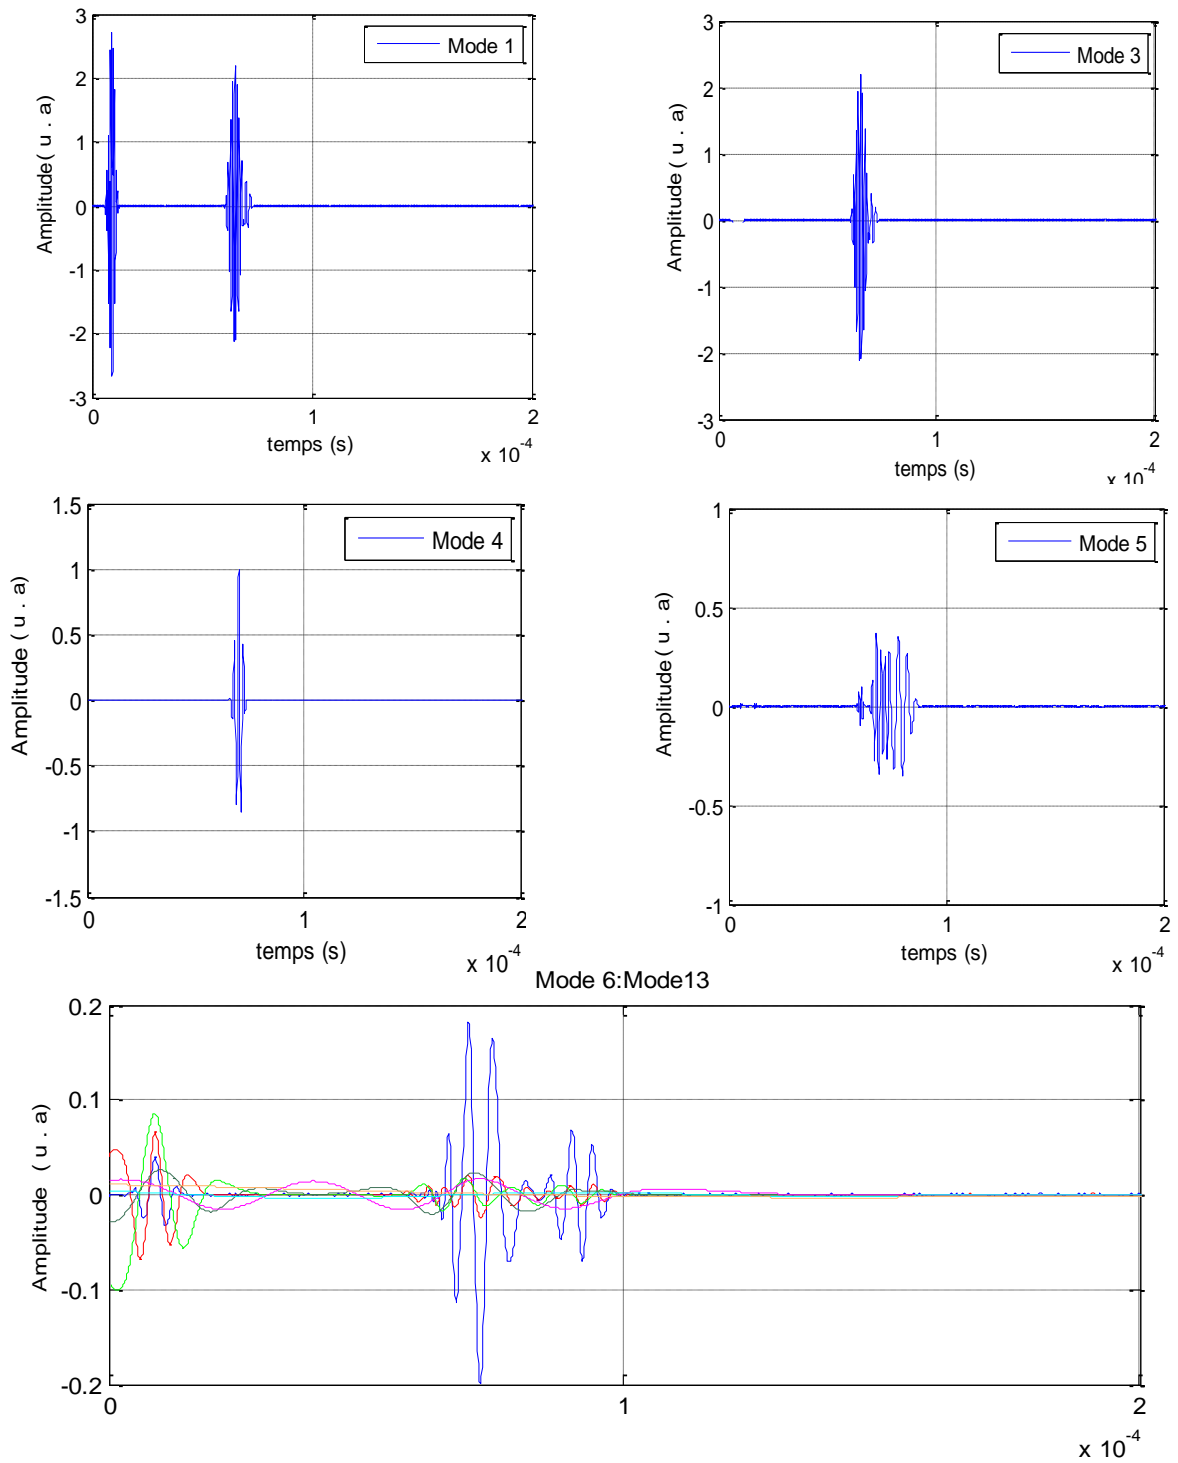 3
Mode 1
2
1
0
-1
-2
-3
Amplitude( u . a)
0
1
2
temps (s)
x 10-4
3
Mode 3
2
1
0
-1
-2
-3
Amplitude ( u . a)
0
1
2
temps (s)
x 10-4
1.5
Mode 4
1
0.5
0
-0.5
-1
-1.5
Amplitude ( u . a)
0
1
2
temps (s)
x 10-4
1
Mode 5
0.5
0
-0.5
-1
Amplitude( u . a)
0
1
2
temps (s)
x 10-4
Mode 6:Mode13
0.2
0.1
0
-0.1
-0.2
Amplitude ( u . a)
0
1
2
x 10-4